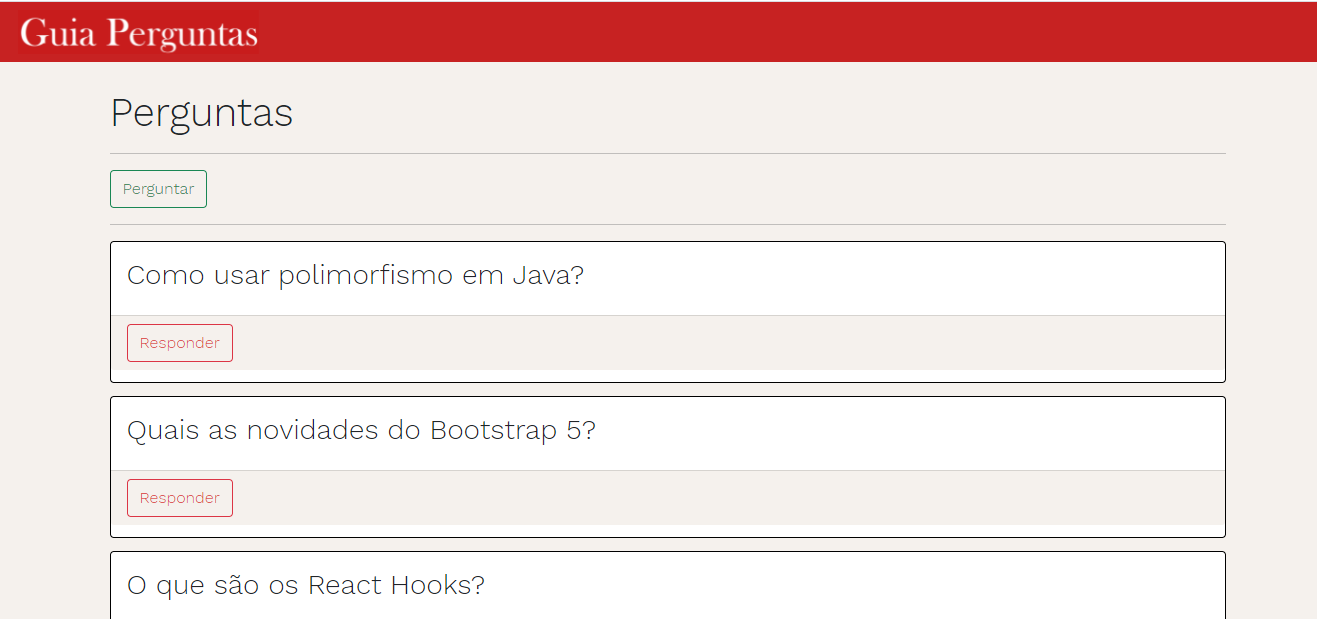 Guia Perguntas
Perguntas
Perguntar
Como usar polimorfismo em Java?
Responder
Quais as novidades do Bootstrap 5?
Responder
O que são os React Hooks?